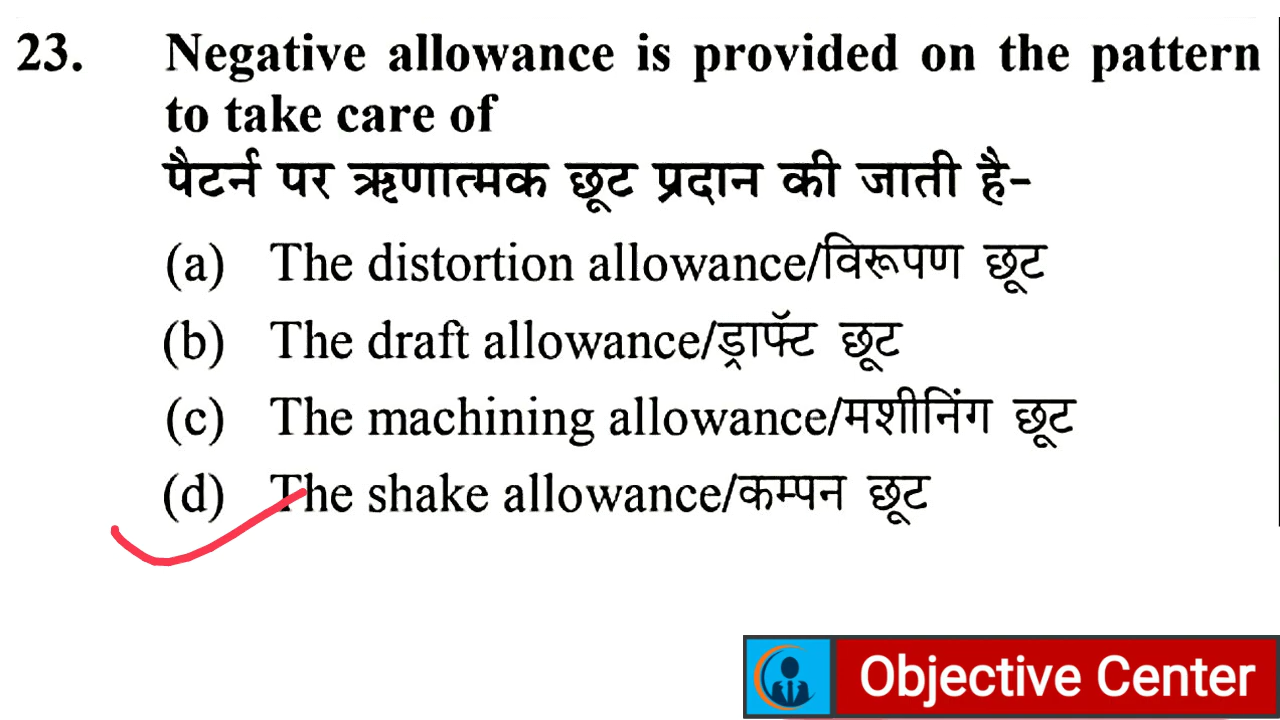 23. Negative allowance is provided on the pattern
to take care of
पैटर्न पर ऋणात्मक छूट प्रदान की जाती है-
(a) The distortion allowance/विरूपण छूट
(b) The draft allowance/ड्राफ्ट छूट
(c) The machining allowance/मशीनिंग छूट
(d) The shake allowance/कम्पन छूट
Objective Center